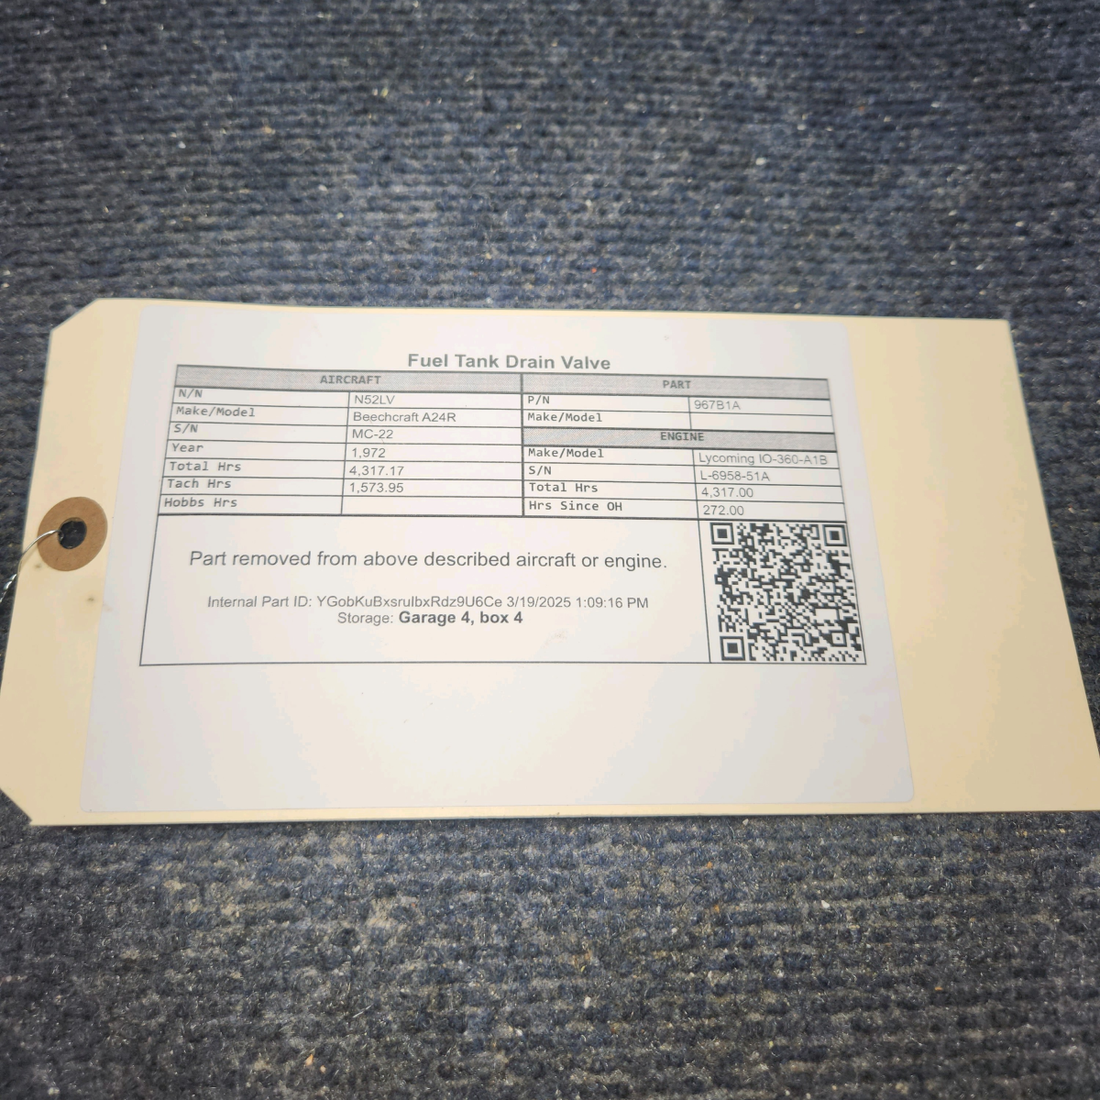 Fuel Tank Drain Valve
AIRCRAFT
N/N N52LV
Make/Model Beechcraft A24R
S/N MC-22
Year 1,972
Total Hrs 4,317.17
Tach Hrs 1,573.95
Hobbs Hrs
PART
P/N 967B1A
Make/Model
ENGINE
Make/Model Lycoming IO-360-A1B
S/N L-6958-51A
Total Hrs 4,317.00
Hrs Since OH 272.00
Part removed from above described aircraft or engine.
Internal Part ID: YGobKuBxsrulbxRdz9U6Ce 3/19/2025 1:09:16 PM
Storage: Garage 4, box 4